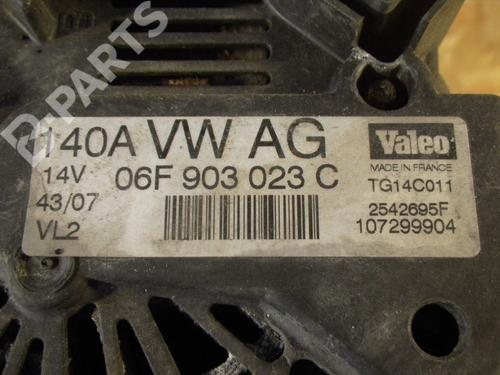 B-PARTS
140A VW AG
Valeo
MADE IN FRANCE
14V
06F 903 023 C
TG14C011
43/07
2542695F
VL2
107299904